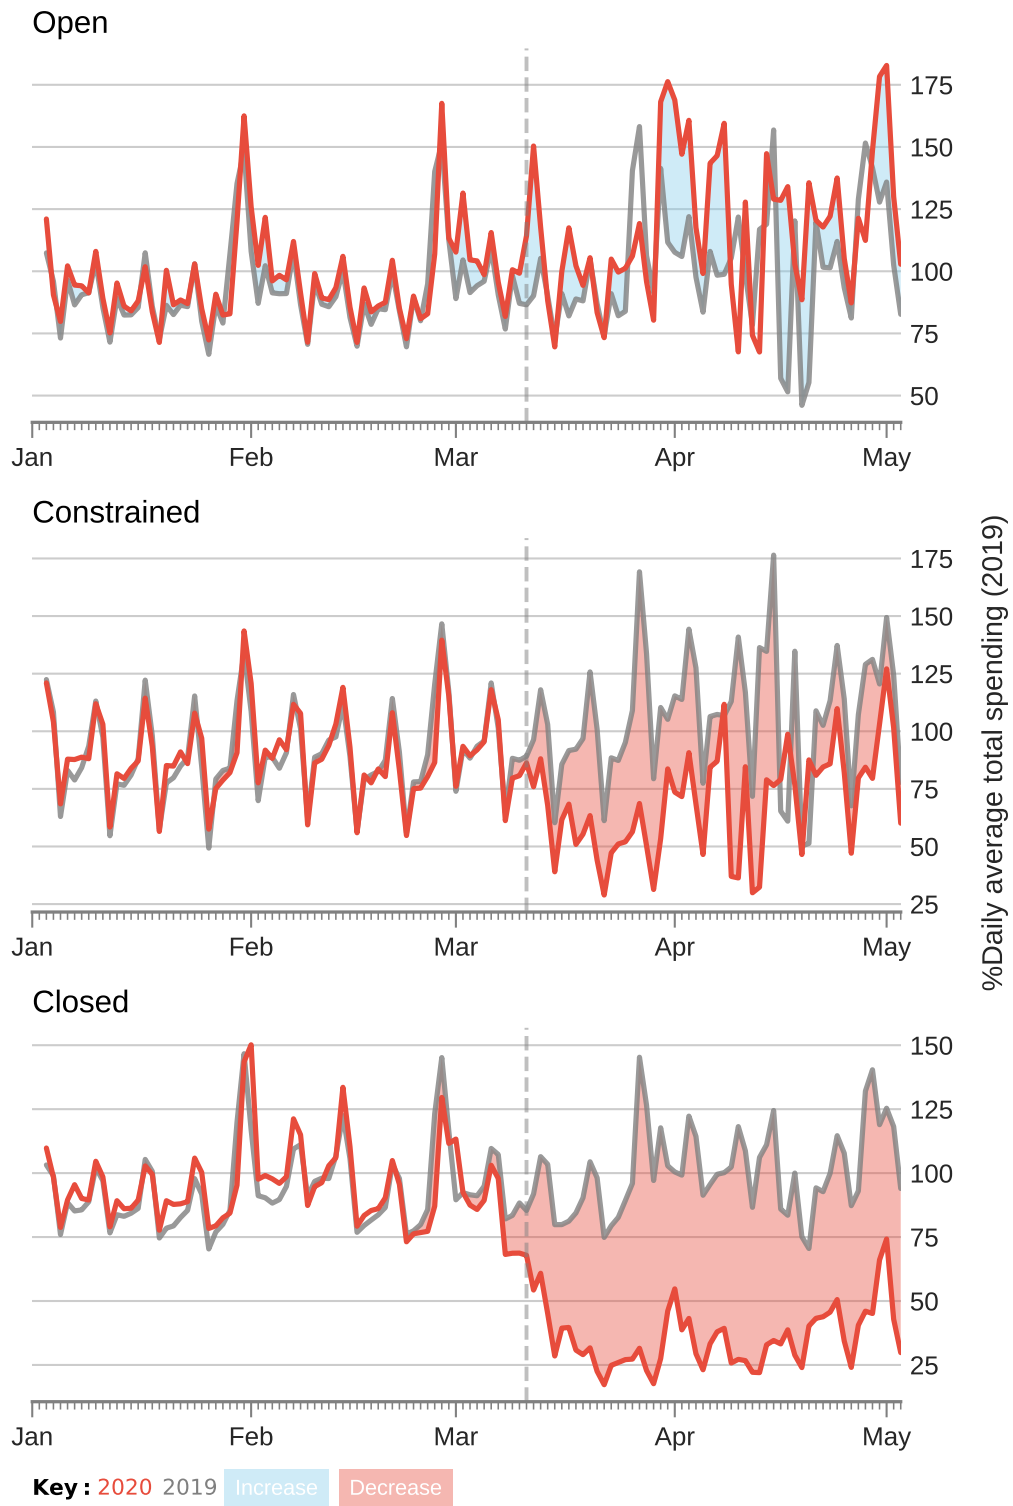 Open
175
150
125
100
75
50
Jan Feb Mar Apr May
Constrained
175
150
125
100
75
50
25
Jan Feb Mar Apr May
%Daily average total spending (2019)
Closed
150
125
100
75
50
25
Jan Feb Mar Apr May
Key: 2020 2019 Increase Decrease